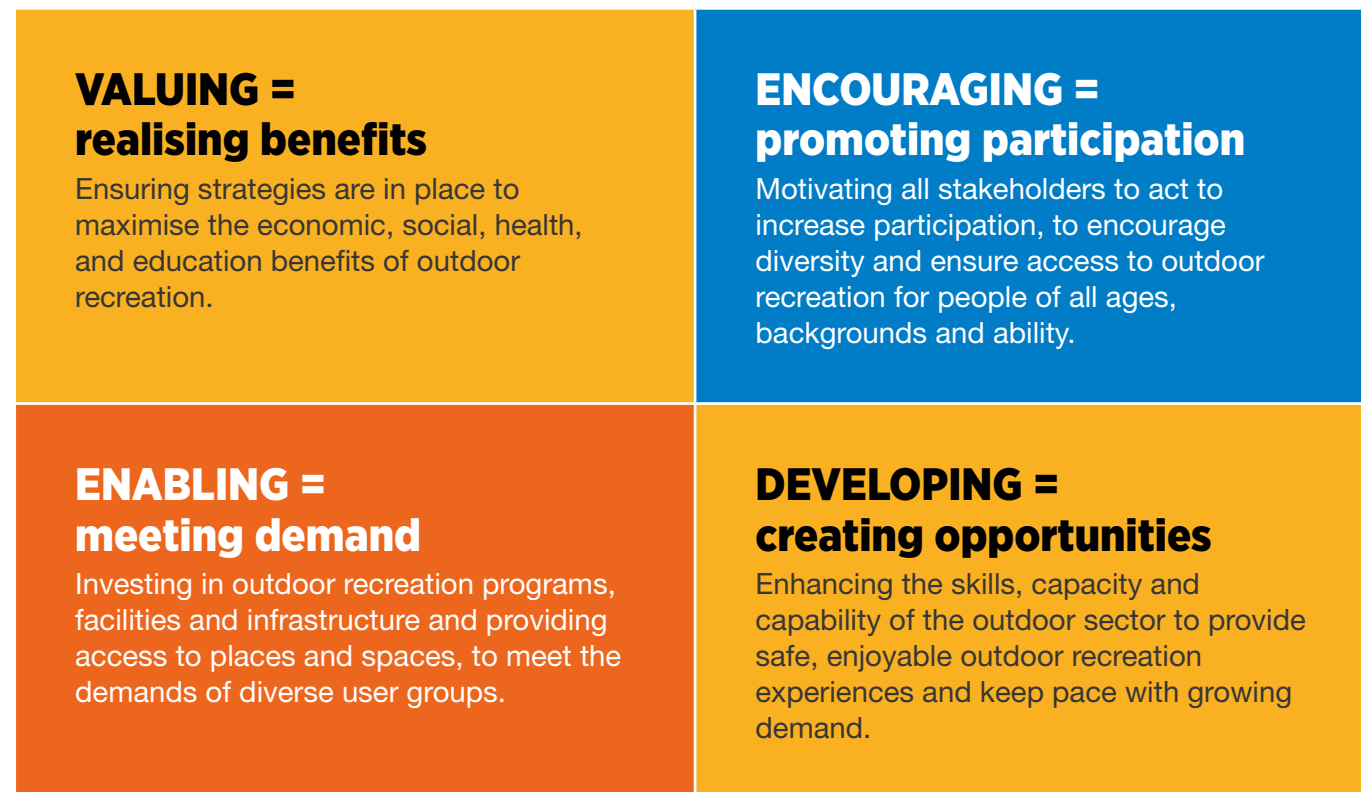 VALUING =
realising benefits
Ensuring strategies are in place to
maximise the economic, social, health,
and education benefits of outdoor
recreation.
ENCOURAGING =
promoting participation
Motivating all stakeholders to act to
increase participation, to encourage
diversity and ensure access to outdoor
recreation for people of all ages,
backgrounds and ability.
ENABLING =
meeting demand
Investing in outdoor recreation programs,
facilities and infrastructure and providing
access to places and spaces, to meet the
demands of diverse user groups.
DEVELOPING =
creating opportunities
Enhancing the skills, capacity and
capability of the outdoor sector to provide
safe, enjoyable outdoor recreation
experiences and keep pace with growing
demand.